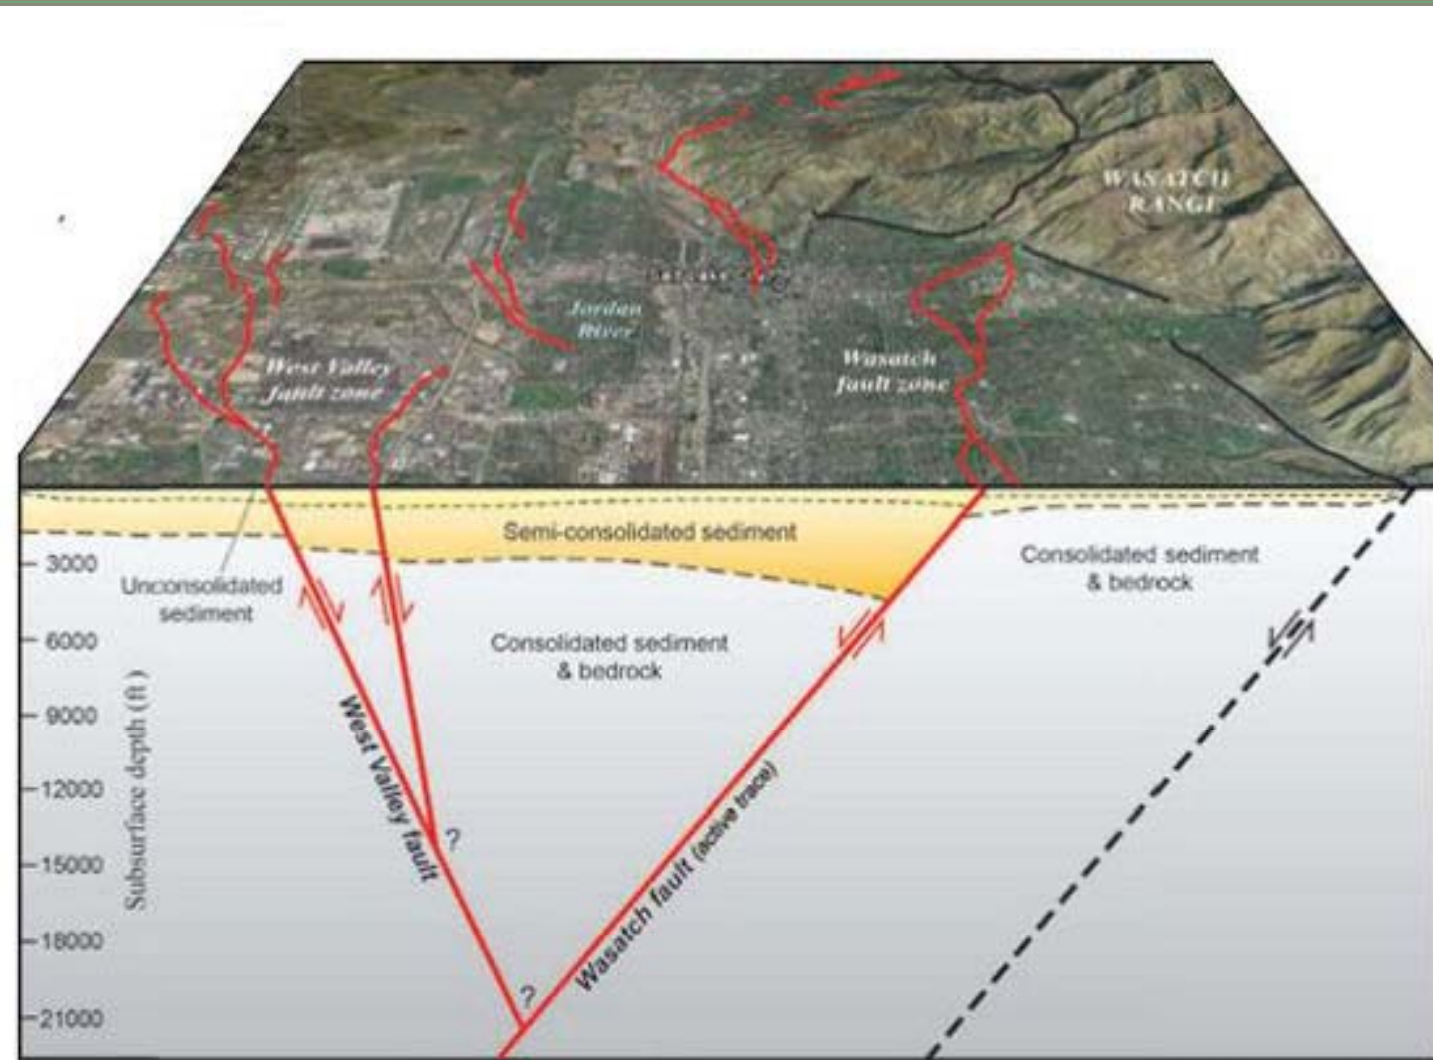 WASATCH
RANGE
Jordan
River
West Valley
fault zone
Wasatch
fault zone
Semi-consolidated sediment
Consolidated sediment
& bedrock
Unconsolidated
sediment
Consolidated sediment
& bedrock
Subsurface depth (ft)
3000
6000
9000
12000
15000
18000
21000
West Valley fault
?
?
Wasatch fault (active trace)